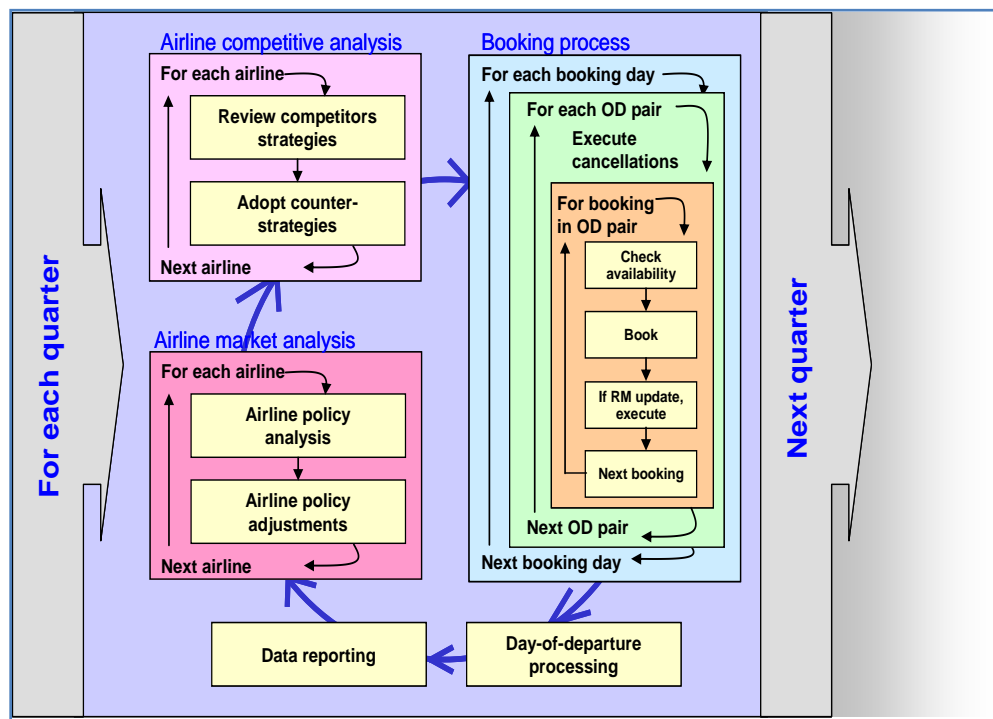 For each quarter
Airline competitive analysis
For each airline
Review competitors
strategies
Adopt counter-
strategies
Next airline
Airline market analysis
For each airline
Airline policy
analysis
Airline policy
adjustments
Next airline
Data reporting
Booking process
For each booking day
For each OD pair
Execute
cancellations
For booking
in OD pair
Check
availability
Book
If RM update,
execute
Next booking
Next OD pair
Next booking day
Day-of-departure
processing
Next quarter